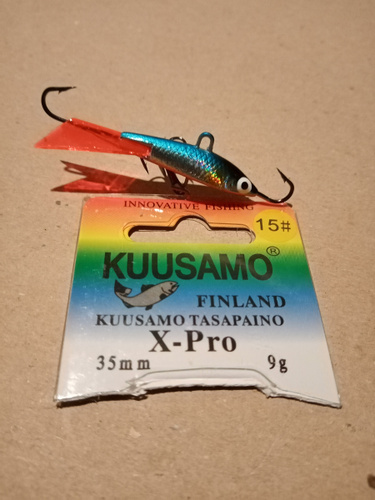 INNOVATIVE FISHING
15#
KUUSAMO®
FINLAND
KUUSAMO TASAPAINO
X-Pro
35mm 9g